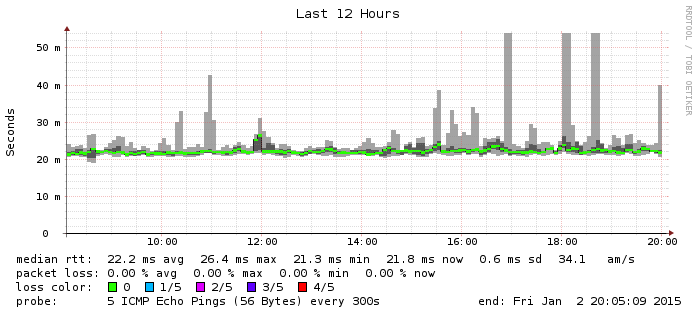 Last 12 Hours
RRDTOOL / TOBI OETIKER
Seconds
50 m
40 m
30 m
20 m
10 m
0
10:00 12:00 14:00 16:00 18:00 20:00
median rtt: 22.2 ms avg 26.4 ms max 21.3 ms min 21.8 ms now 0.6 ms sd 34.1 am/s
packet loss: 0.00 % avg 0.00 % max 0.00 % min 0.00 % now
loss color: 0 1/5 2/5 3/5 4/5
probe: 5 ICMP Echo Pings (56 Bytes) every 300s end: Fri Jan 2 20:05:09 2015